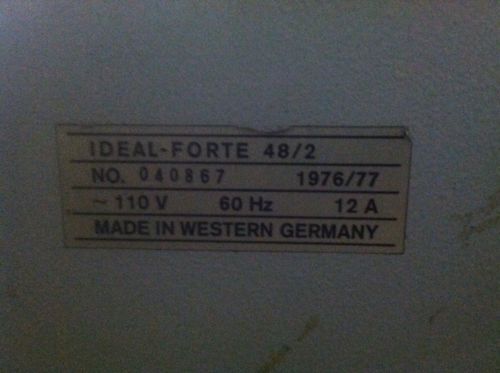 IDEAL-FORTE 48/2
NO. 040867 1976/77
~ 110 V 60 Hz 12 A
MADE IN WESTERN GERMANY